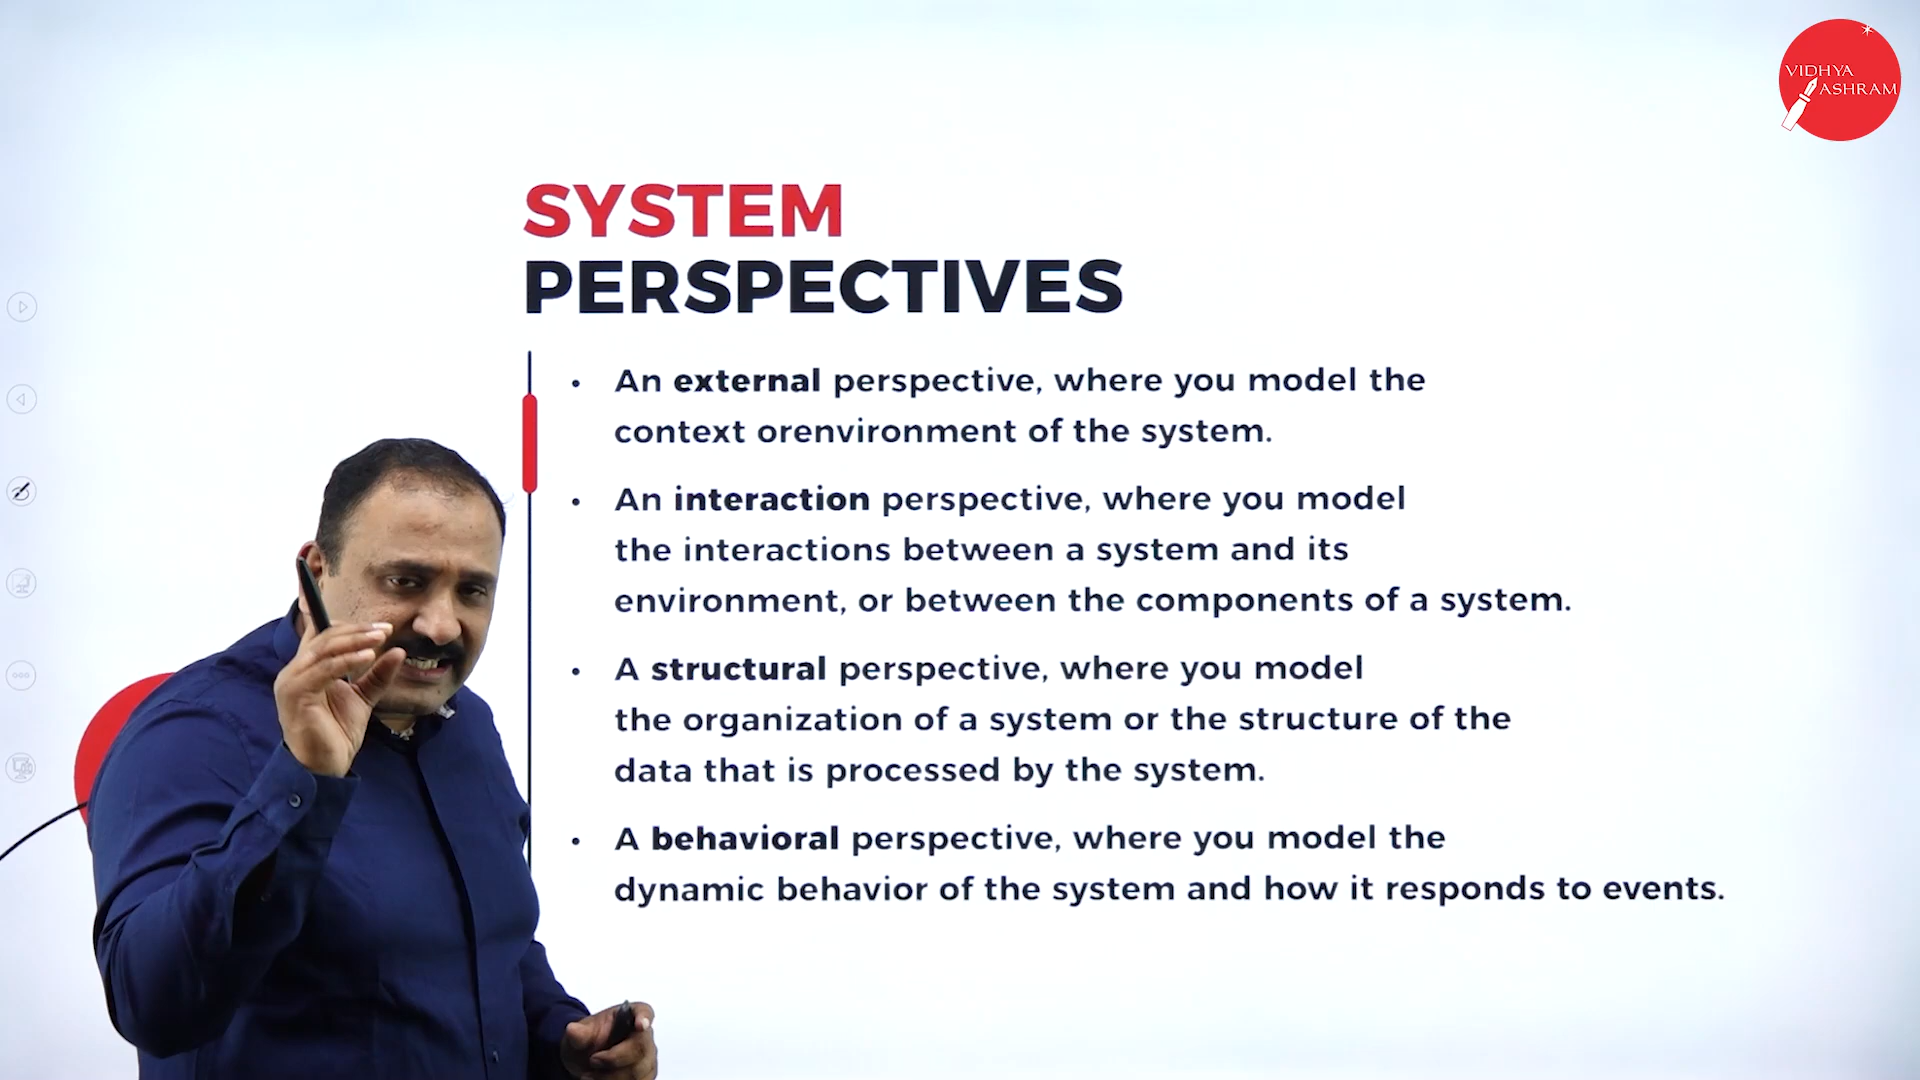 VIDHYA
ASHRAM
SYSTEM
PERSPECTIVES
• An external perspective, where you model the
context orenvironment of the system.
• An interaction perspective, where you model
the interactions between a system and its
environment, or between the components of a system.
• A structural perspective, where you model
the organization of a system or the structure of the
data that is processed by the system.
• A behavioral perspective, where you model the
dynamic behavior of the system and how it responds to events.